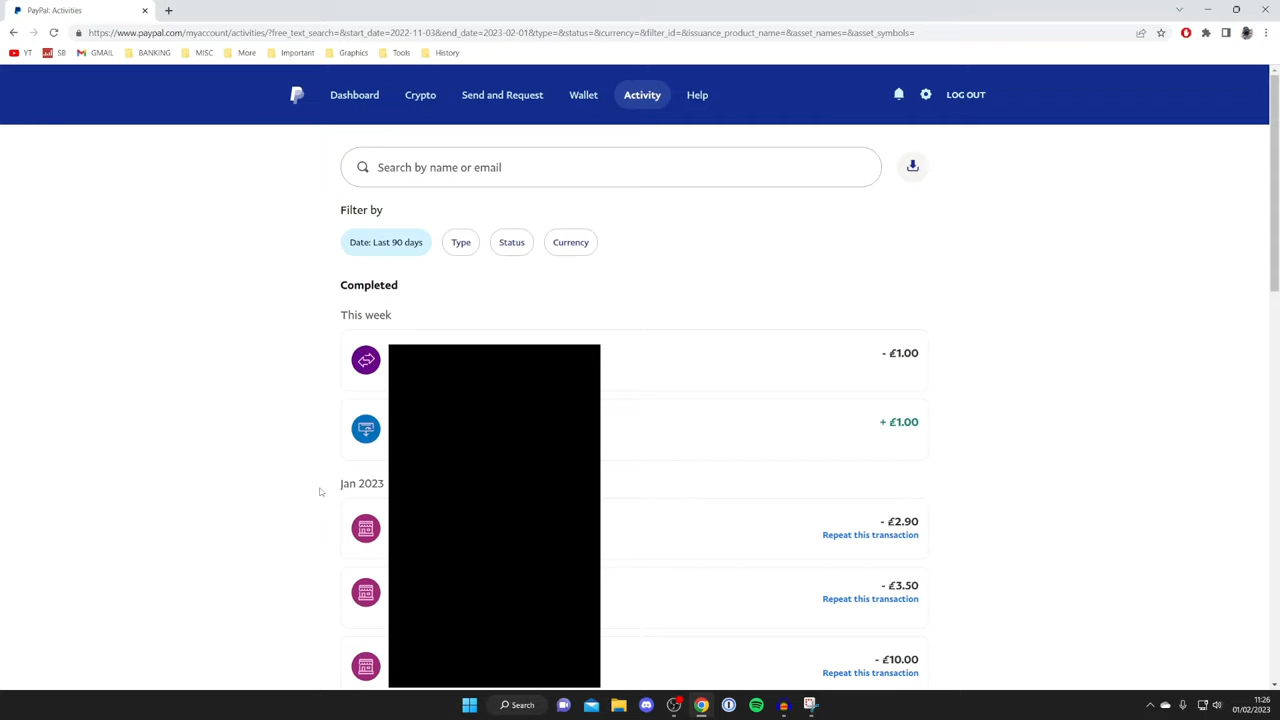 PayPal: Activities
https://www.paypal.com/myaccount/activities/?free_text_search=&start_date=2022-11-03&end_date=2023-02-01&type=&status=&currency=&filter_id=&issuance_product_name=&asset_names=&asset_symbols=
YT SB GMAIL BANKING MISC More Important Graphics Tools History
Dashboard Crypto Send and Request Wallet Activity Help LOG OUT
Search by name or email
Filter by
Date: Last 90 days Type Status Currency
Completed
This week
- £1.00
+ £1.00
Jan 2023
- £2.90
Repeat this transaction
- £3.50
Repeat this transaction
- £10.00
Repeat this transaction
Search
11:26
01/02/2023